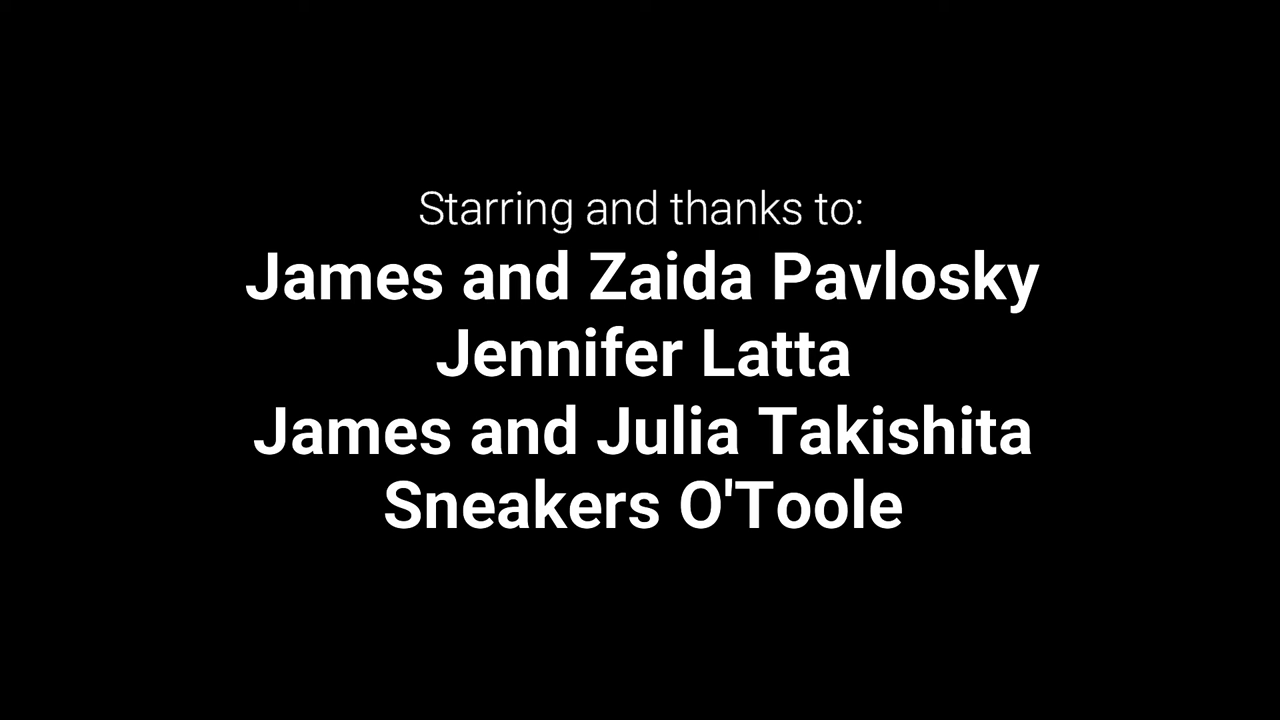 Starring and thanks to:
James and Zaida Pavlosky
Jennifer Latta
James and Julia Takishita
Sneakers O'Toole